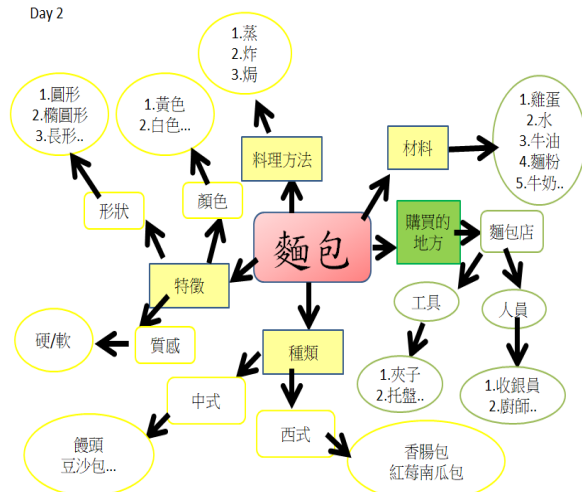 Day 2
1.蒸
2.炸
3.焗
1.圓形
2.橢圓形
3.長形..
1.黃色
2.白色...
料理方法
材料
1.雞蛋
2.水
3.牛油
4.麵粉
5.牛奶..
形狀
顏色
麵包
購買的
地方
麵包店
特徵
工具
人員
硬/軟
質感
種類
1.夾子
2.托盤..
1.收銀員
2.廚師..
中式
西式
饅頭
豆沙包...
香腸包
紅莓南瓜包